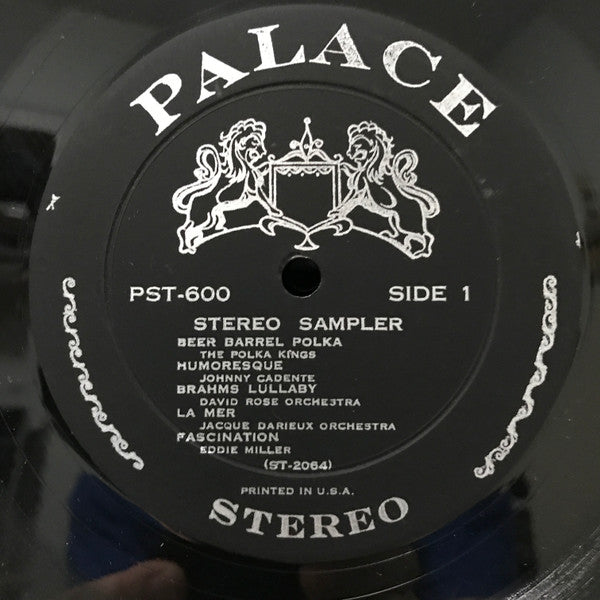 PALACE
PST-600 SIDE 1
STEREO SAMPLER
BEER BARREL POLKA
THE POLKA KINGS
HUMORESQUE
JOHNNY CADENTE
BRAHMS LULLABY
DAVID ROSE ORCHESTRA
LA MER
JACQUE DARIEUX ORCHESTRA
FASCINATION
EDDIE MILLER
(ST-2064)
PRINTED IN U.S.A.
STEREO